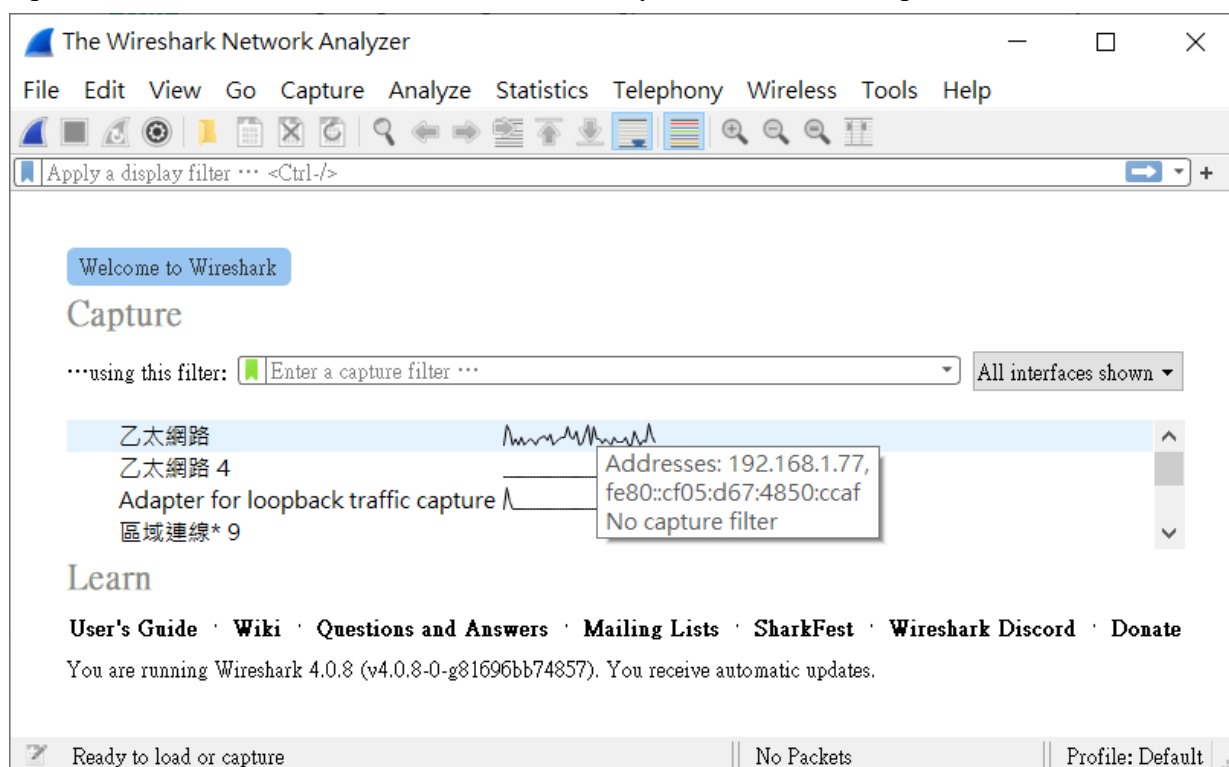 The Wireshark Network Analyzer
File Edit View Go Capture Analyze Statistics Telephony Wireless Tools Help
Apply a display filter ··· <Ctrl-/>
Welcome to Wireshark
Capture
···using this filter: Enter a capture filter ··· All interfaces shown
乙太網路
乙太網路 4
Adapter for loopback traffic capture
區域連線* 9
Addresses: 192.168.1.77,
fe80::cf05:d67:4850:ccaf
No capture filter
Learn
User's Guide · Wiki · Questions and Answers · Mailing Lists · SharkFest · Wireshark Discord · Donate
You are running Wireshark 4.0.8 (v4.0.8-0-g81696bb74857). You receive automatic updates.
Ready to load or capture No Packets Profile: Default